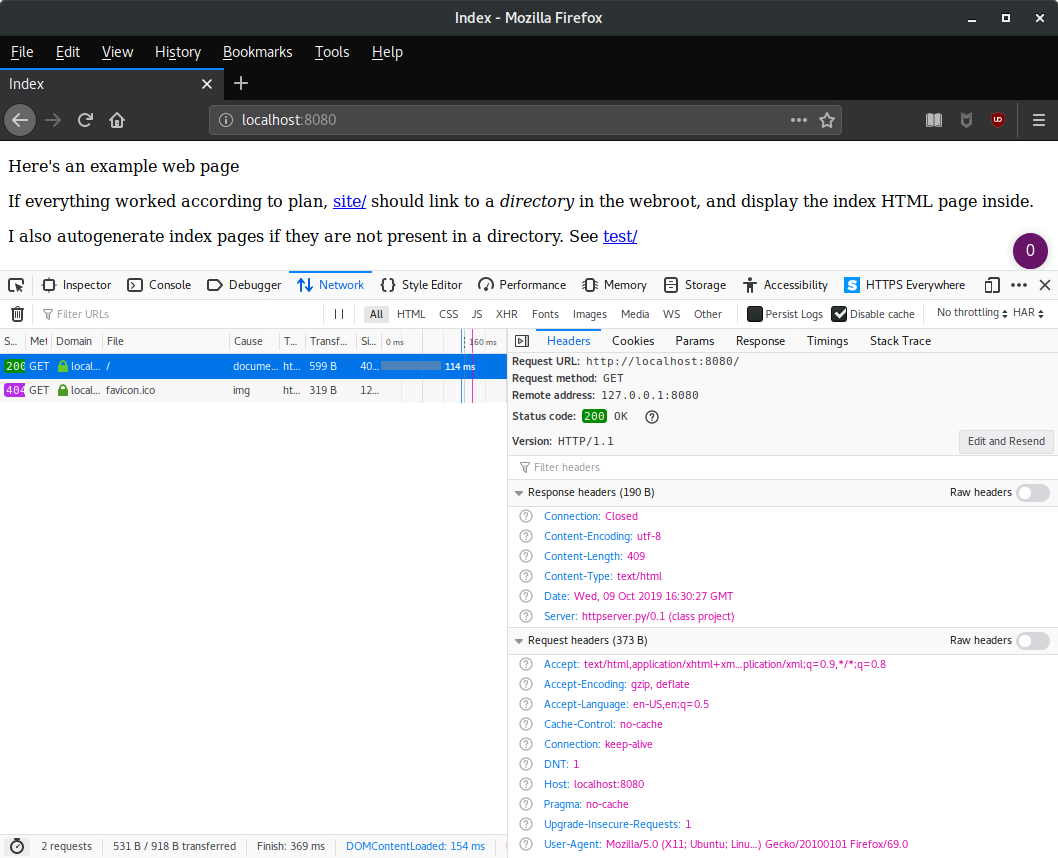 Index - Mozilla Firefox
File Edit View History Bookmarks Tools Help
Index
localhost:8080
Here's an example web page
If everything worked according to plan, site/ should link to a directory in the webroot, and display the index HTML page inside.
I also autogenerate index pages if they are not present in a directory. See test/
0
Inspector Console Debugger Network Style Editor Performance Memory Storage Accessibility HTTPS Everywhere
Filter URLs All HTML CSS JS XHR Fonts Images Media WS Other Persist Logs Disable cache No throttling HAR
S... Met Domain File Cause T... Transf... Si... 0 ms 160 ms
200 GET local... / docume... ht... 599 B 40... 114 ms
404 GET local... favicon.ico img ht... 319 B 12...
Headers Cookies Params Response Timings Stack Trace
Request URL: http://localhost:8080/
Request method: GET
Remote address: 127.0.0.1:8080
Status code: 200 OK
Version: HTTP/1.1 Edit and Resend
Filter headers
Response headers (190 B) Raw headers
Connection: Closed
Content-Encoding: utf-8
Content-Length: 409
Content-Type: text/html
Date: Wed, 09 Oct 2019 16:30:27 GMT
Server: httpserver.py/0.1 (class project)
Request headers (373 B) Raw headers
Accept: text/html,application/xhtml+xm...plication/xml;q=0.9,*/*;q=0.8
Accept-Encoding: gzip, deflate
Accept-Language: en-US,en;q=0.5
Cache-Control: no-cache
Connection: keep-alive
DNT: 1
Host: localhost:8080
Pragma: no-cache
Upgrade-Insecure-Requests: 1
User-Agent: Mozilla/5.0 (X11; Ubuntu; Linu...) Gecko/20100101 Firefox/69.0
2 requests 531 B / 918 B transferred Finish: 369 ms DOMContentLoaded: 154 ms